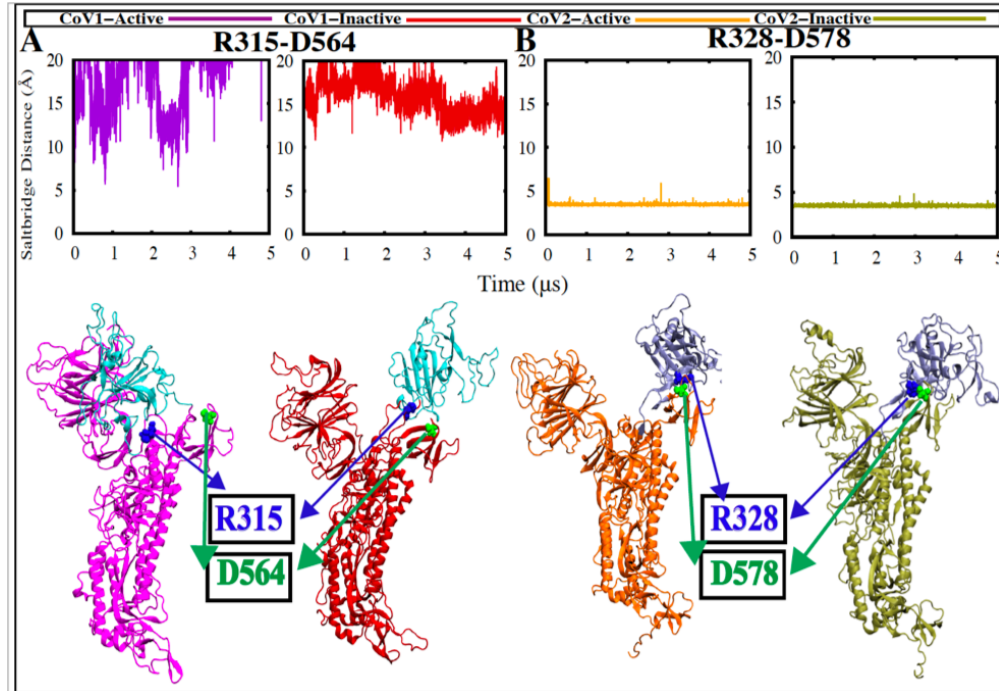 CoV1−Active CoV1−Inactive CoV2−Active CoV2−Inactive
A R315-D564 B R328-D578
Saltbridge Distance (Å)
20 20 20 20
15 15 15 15
10 10 10 10
5 5 5 5
0 0 0 0
0 1 2 3 4 5 0 1 2 3 4 5 0 1 2 3 4 5 0 1 2 3 4 5
Time (µs)
R315 R328
D564 D578